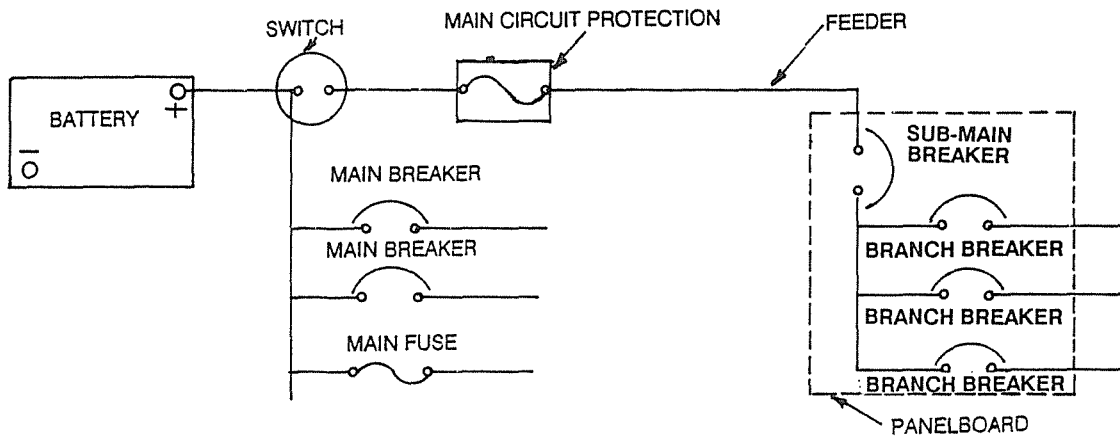 MAIN CIRCUIT PROTECTION
SWITCH
FEEDER
BATTERY
+
−
SUB-MAIN
BREAKER
MAIN BREAKER
MAIN BREAKER
MAIN FUSE
BRANCH BREAKER
BRANCH BREAKER
BRANCH BREAKER
PANELBOARD